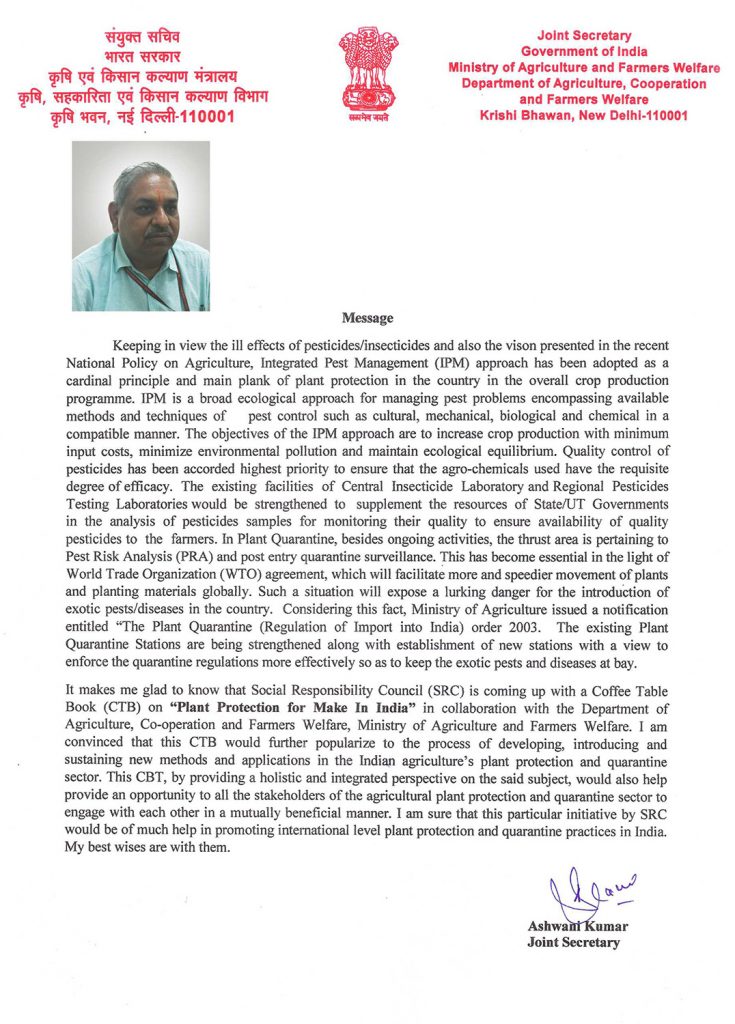 संयुक्त सचिव
भारत सरकार
कृषि एवं किसान कल्याण मंत्रालय
कृषि, सहकारिता एवं किसान कल्याण विभाग
कृषि भवन, नई दिल्ली-110001
सत्यमेव जयते
Joint Secretary
Government of India
Ministry of Agriculture and Farmers Welfare
Department of Agriculture, Cooperation
and Farmers Welfare
Krishi Bhawan, New Delhi-110001
Message
Keeping in view the ill effects of pesticides/insecticides and also the vison presented in the recent
National Policy on Agriculture, Integrated Pest Management (IPM) approach has been adopted as a
cardinal principle and main plank of plant protection in the country in the overall crop production
programme. IPM is a broad ecological approach for managing pest problems encompassing available
methods and techniques of pest control such as cultural, mechanical, biological and chemical in a
compatible manner. The objectives of the IPM approach are to increase crop production with minimum
input costs, minimize environmental pollution and maintain ecological equilibrium. Quality control of
pesticides has been accorded highest priority to ensure that the agro-chemicals used have the requisite
degree of efficacy. The existing facilities of Central Insecticide Laboratory and Regional Pesticides
Testing Laboratories would be strengthened to supplement the resources of State/UT Governments
in the analysis of pesticides samples for monitoring their quality to ensure availability of quality
pesticides to the farmers. In Plant Quarantine, besides ongoing activities, the thrust area is pertaining to
Pest Risk Analysis (PRA) and post entry quarantine surveillance. This has become essential in the light of
World Trade Organization (WTO) agreement, which will facilitate more and speedier movement of plants
and planting materials globally. Such a situation will expose a lurking danger for the introduction of
exotic pests/diseases in the country. Considering this fact, Ministry of Agriculture issued a notification
entitled “The Plant Quarantine (Regulation of Import into India) order 2003. The existing Plant
Quarantine Stations are being strengthened along with establishment of new stations with a view to
enforce the quarantine regulations more effectively so as to keep the exotic pests and diseases at bay.
It makes me glad to know that Social Responsibility Council (SRC) is coming up with a Coffee Table
Book (CTB) on “Plant Protection for Make In India” in collaboration with the Department of
Agriculture, Co-operation and Farmers Welfare, Ministry of Agriculture and Farmers Welfare. I am
convinced that this CTB would further popularize to the process of developing, introducing and
sustaining new methods and applications in the Indian agriculture’s plant protection and quarantine
sector. This CBT, by providing a holistic and integrated perspective on the said subject, would also help
provide an opportunity to all the stakeholders of the agricultural plant protection and quarantine sector to
engage with each other in a mutually beneficial manner. I am sure that this particular initiative by SRC
would be of much help in promoting international level plant protection and quarantine practices in India.
My best wises are with them.
Ashwani Kumar
Joint Secretary